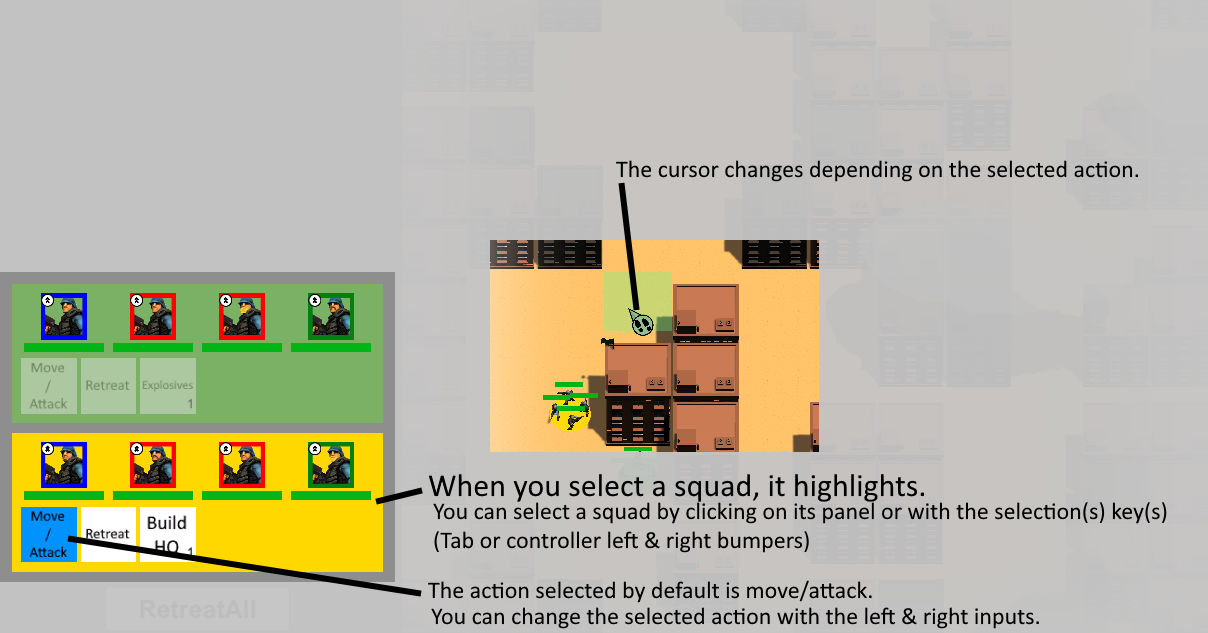 The cursor changes depending on the selected action.
Move
/
Attack
Retreat
Explosives
1
When you select a squad, it highlights.
You can select a squad by clicking on its panel or with the selection(s) key(s)
(Tab or controller left & right bumpers)
Move
/
Attack
Retreat
Build
HQ
1
The action selected by default is move/attack.
You can change the selected action with the left & right inputs.
RetreatAll